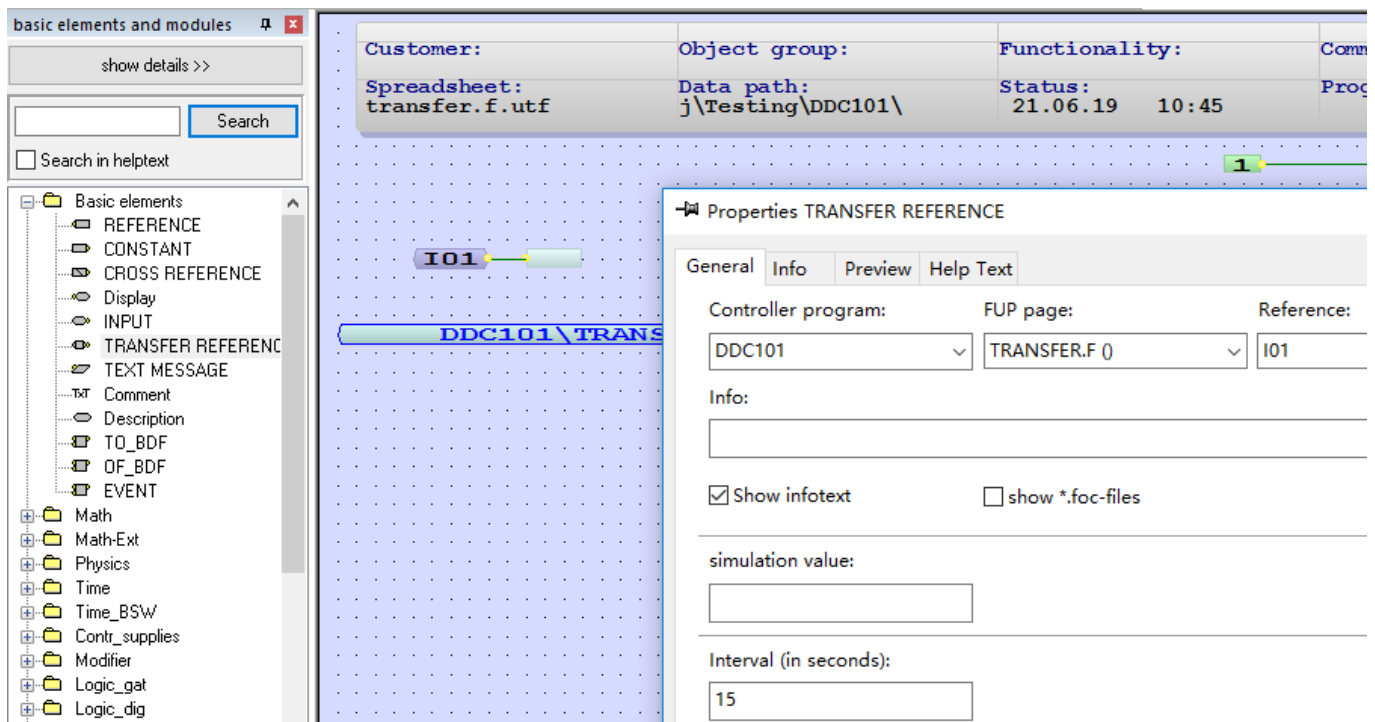 basic elements and modules
show details >>
Search
Search in helptext
Basic elements
REFERENCE
CONSTANT
CROSS REFERENCE
Display
INPUT
TRANSFER REFERENC
TEXT MESSAGE
TxT Comment
Description
TO_BDF
OF_BDF
EVENT
Math
Math-Ext
Physics
Time
Time_BSW
Contr_supplies
Modifier
Logic_gat
Logic_dig
Customer: Object group: Functionality: Comm
Spreadsheet: Data path: Status: Prog
transfer.f.utf j\Testing\DDC101\ 21.06.19 10:45
1
I01
DDC101\TRANS
Properties TRANSFER REFERENCE
General Info Preview Help Text
Controller program: FUP page: Reference:
DDC101 TRANSFER.F () I01
Info:
Show infotext show *.foc-files
simulation value:
Interval (in seconds):
15